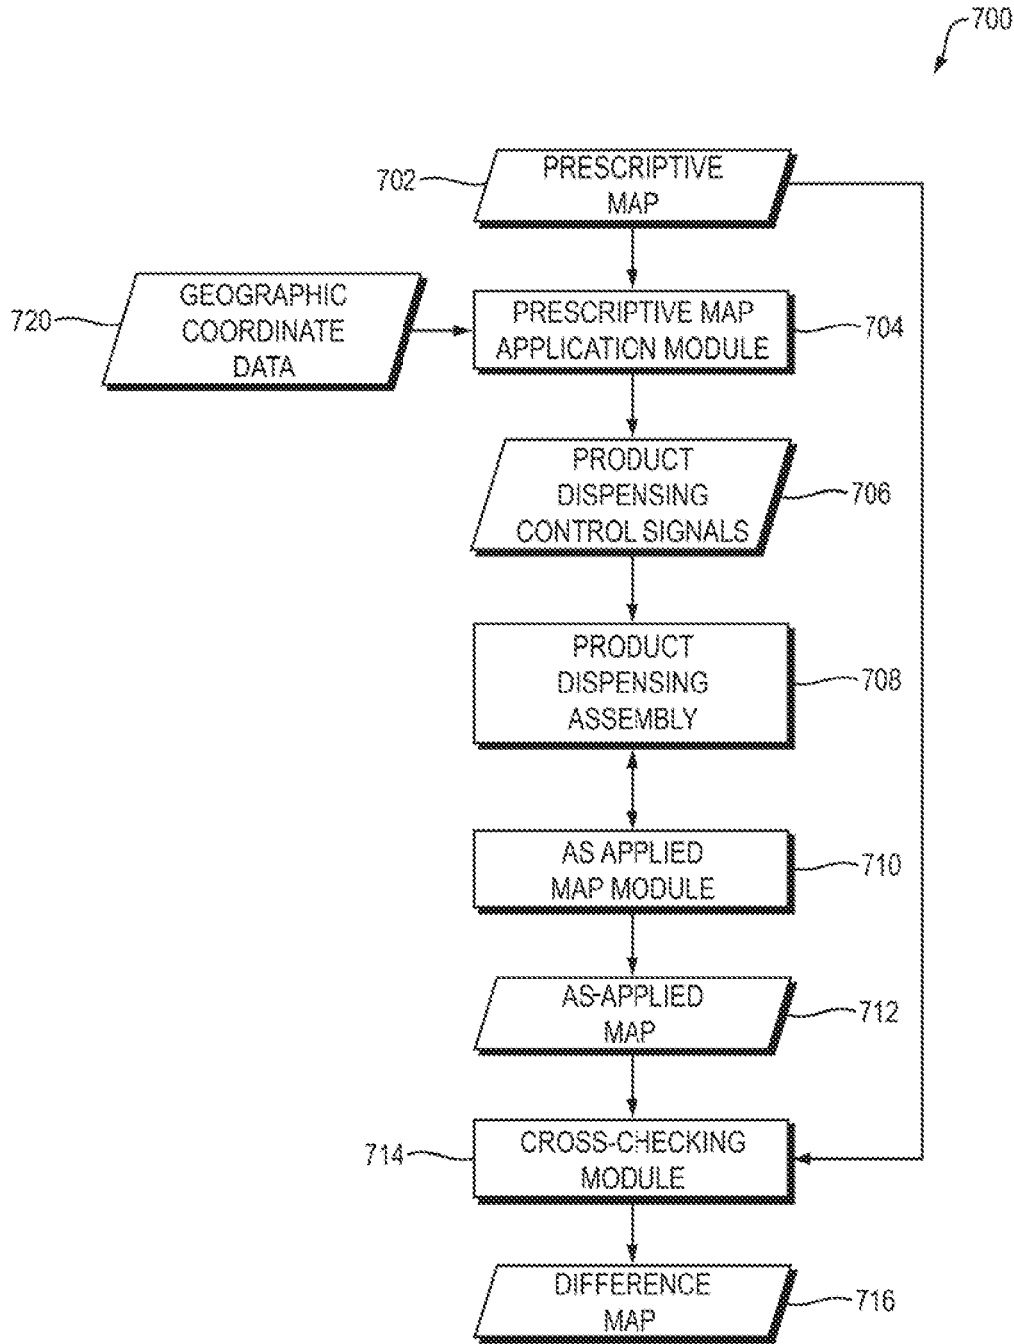 700
702
PRESCRIPTIVE
MAP
720
GEOGRAPHIC
COORDINATE
DATA
PRESCRIPTIVE MAP
APPLICATION MODULE
704
PRODUCT
DISPENSING
CONTROL SIGNALS
706
PRODUCT
DISPENSING
ASSEMBLY
708
AS APPLIED
MAP MODULE
710
AS-APPLIED
MAP
712
714
CROSS-CHECKING
MODULE
DIFFERENCE
MAP
716